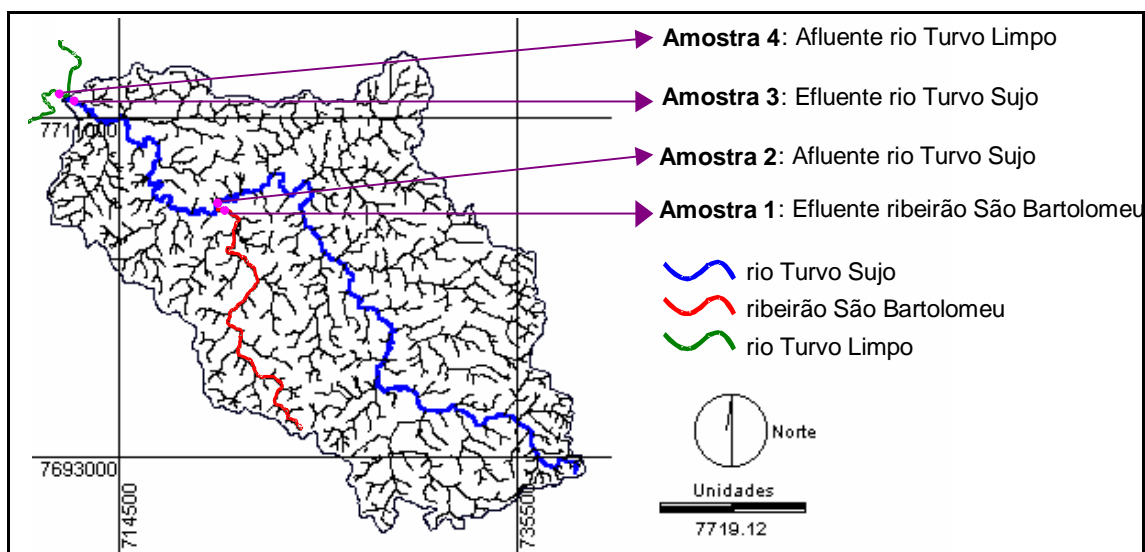 Amostra 4: Afluente rio Turvo Limpo
Amostra 3: Efluente rio Turvo Sujo
7711000
Amostra 2: Afluente rio Turvo Sujo
Amostra 1: Efluente ribeirão São Bartolomeu
rio Turvo Sujo
ribeirão São Bartolomeu
rio Turvo Limpo
Norte
7693000
714500
735500
Unidades
7719.12